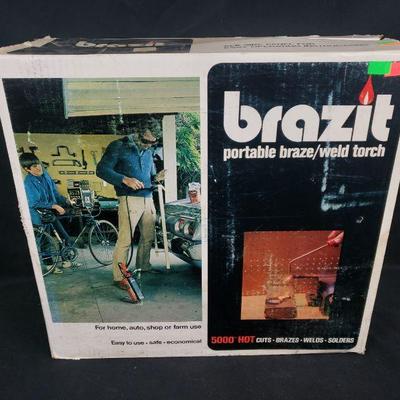 brazit
portable braze/weld torch
For home, auto, shop or farm use
Easy to use • safe • economical
5000° HOT CUTS • BRAZES • WELDS • SOLDERS